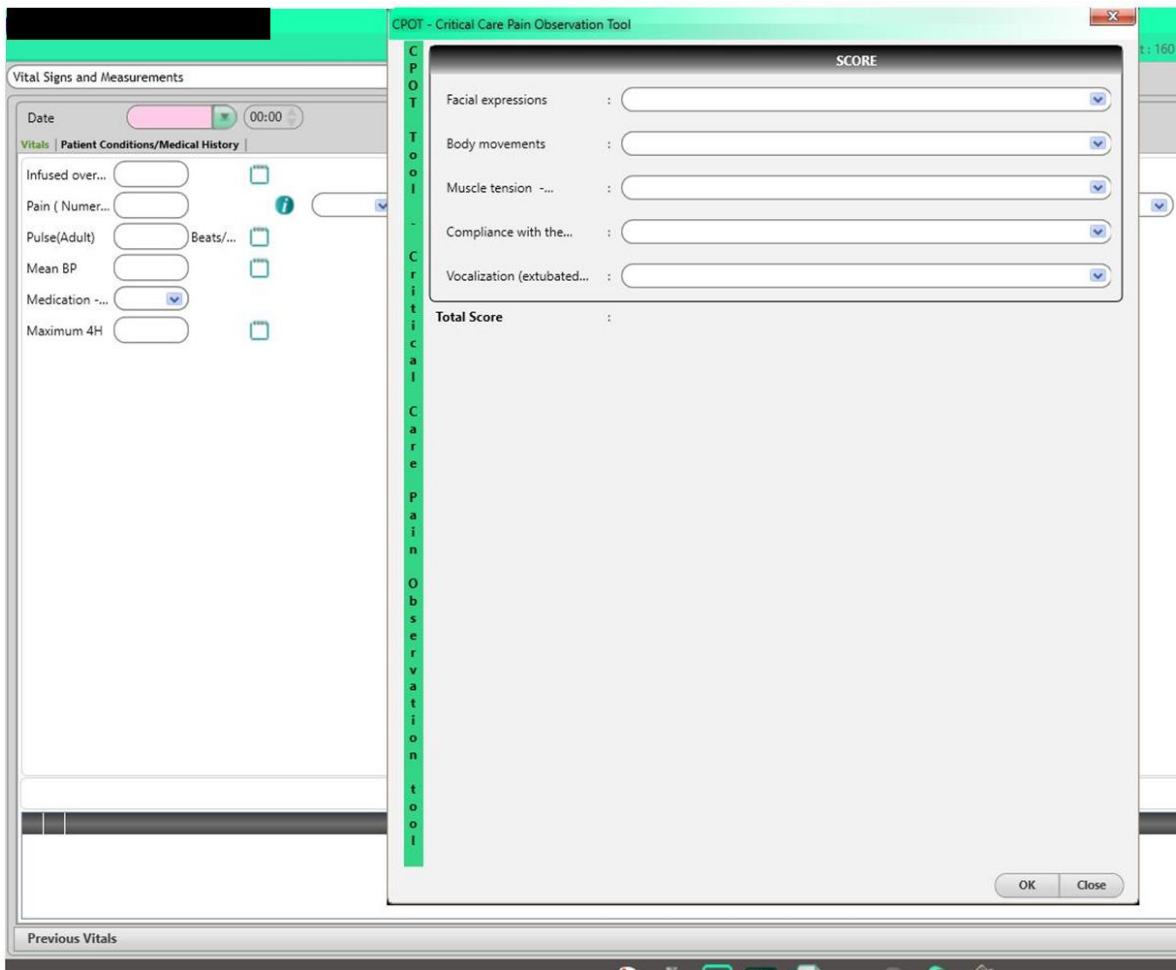 CPOT - Critical Care Pain Observation Tool
t : 160
Vital Signs and Measurements
Date
00:00
Vitals | Patient Conditions/Medical History |
Infused over...
Pain ( Numer...
Pulse(Adult) Beats/...
Mean BP
Medication -...
Maximum 4H
CPOT Tool - Critical Care Pain Observation tool
SCORE
Facial expressions :
Body movements :
Muscle tension -... :
Compliance with the... :
Vocalization (extubated... :
Total Score :
OK Close
Previous Vitals